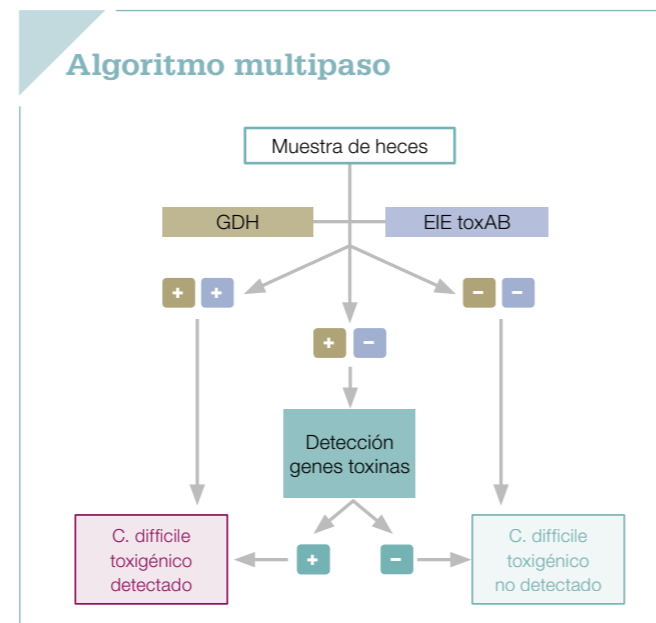 Algoritmo multipaso
Muestra de heces
GDH
EIE toxAB
+ +
- -
+ -
Detección
genes toxinas
C. difficile
toxigénico
detectado
+
-
C. difficile
toxigénico
no detectado